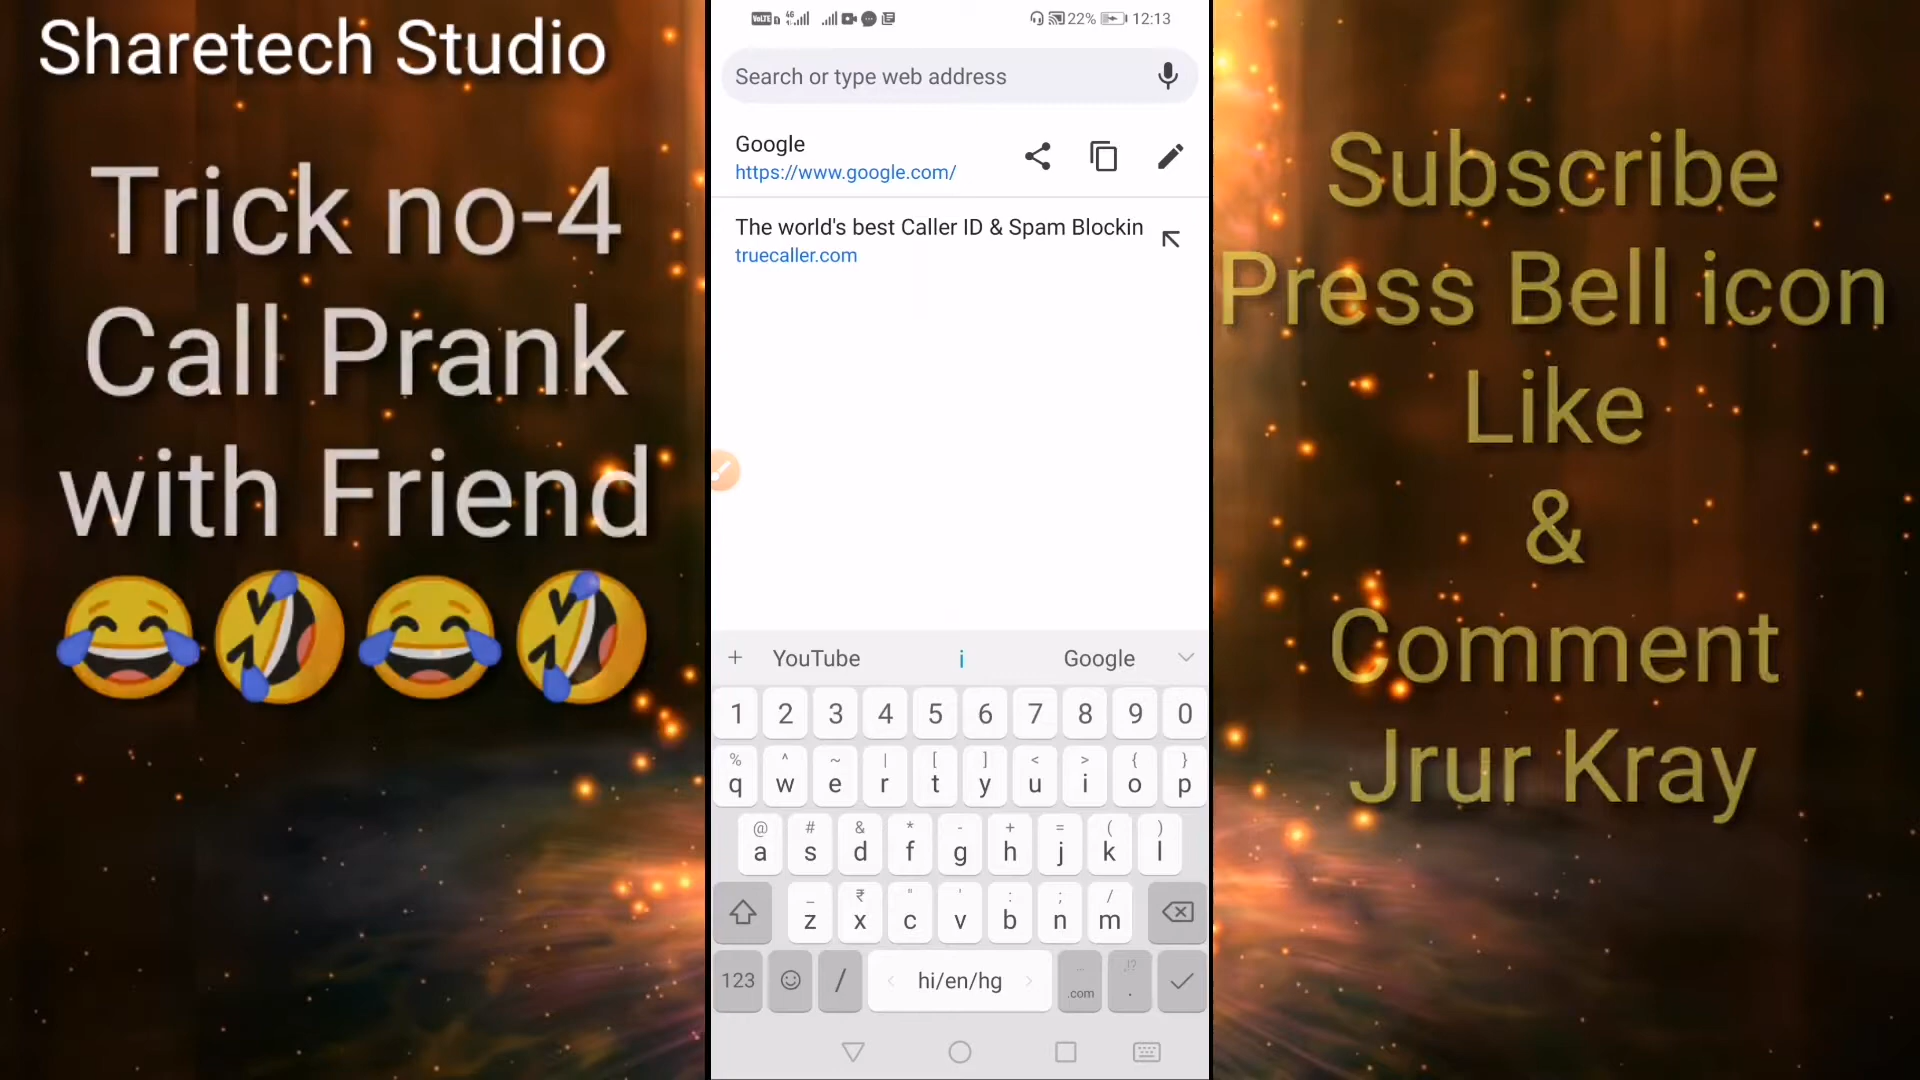 Sharetech Studio
Trick no-4
Call Prank
with Friend
😂🤣😂🤣
VoLTE 4G 22% 12:13
Search or type web address
Google
https://www.google.com/
The world's best Caller ID & Spam Blockin
truecaller.com
+ YouTube i Google
1 2 3 4 5 6 7 8 9 0
% ^ ~ | [ ] < > { }
q w e r t y u i o p
@ # & * - + = ( )
a s d f g h j k l
_ ₹ " ' : ; /
z x c v b n m
123 / hi/en/hg .com ,!? .
Subscribe
Press Bell icon
Like
&
Comment
Jrur Kray